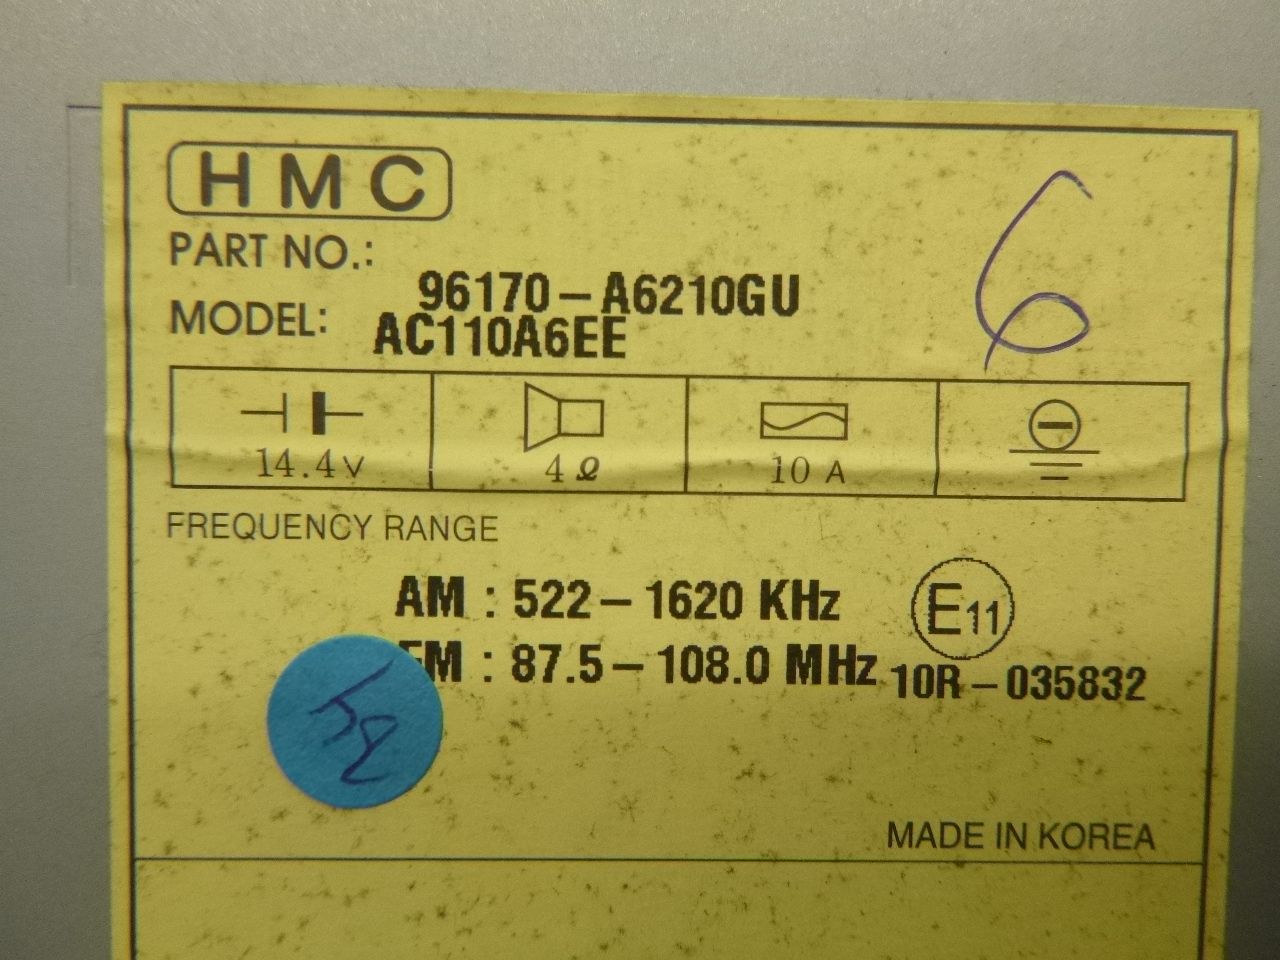 HMC
6
PART NO.:
96170-A6210GU
MODEL: AC110A6EE
14.4V 4Ω 10 A
FREQUENCY RANGE
AM : 522-1620 KHz E11
FM : 87.5-108.0 MHz 10R-035832
MADE IN KOREA